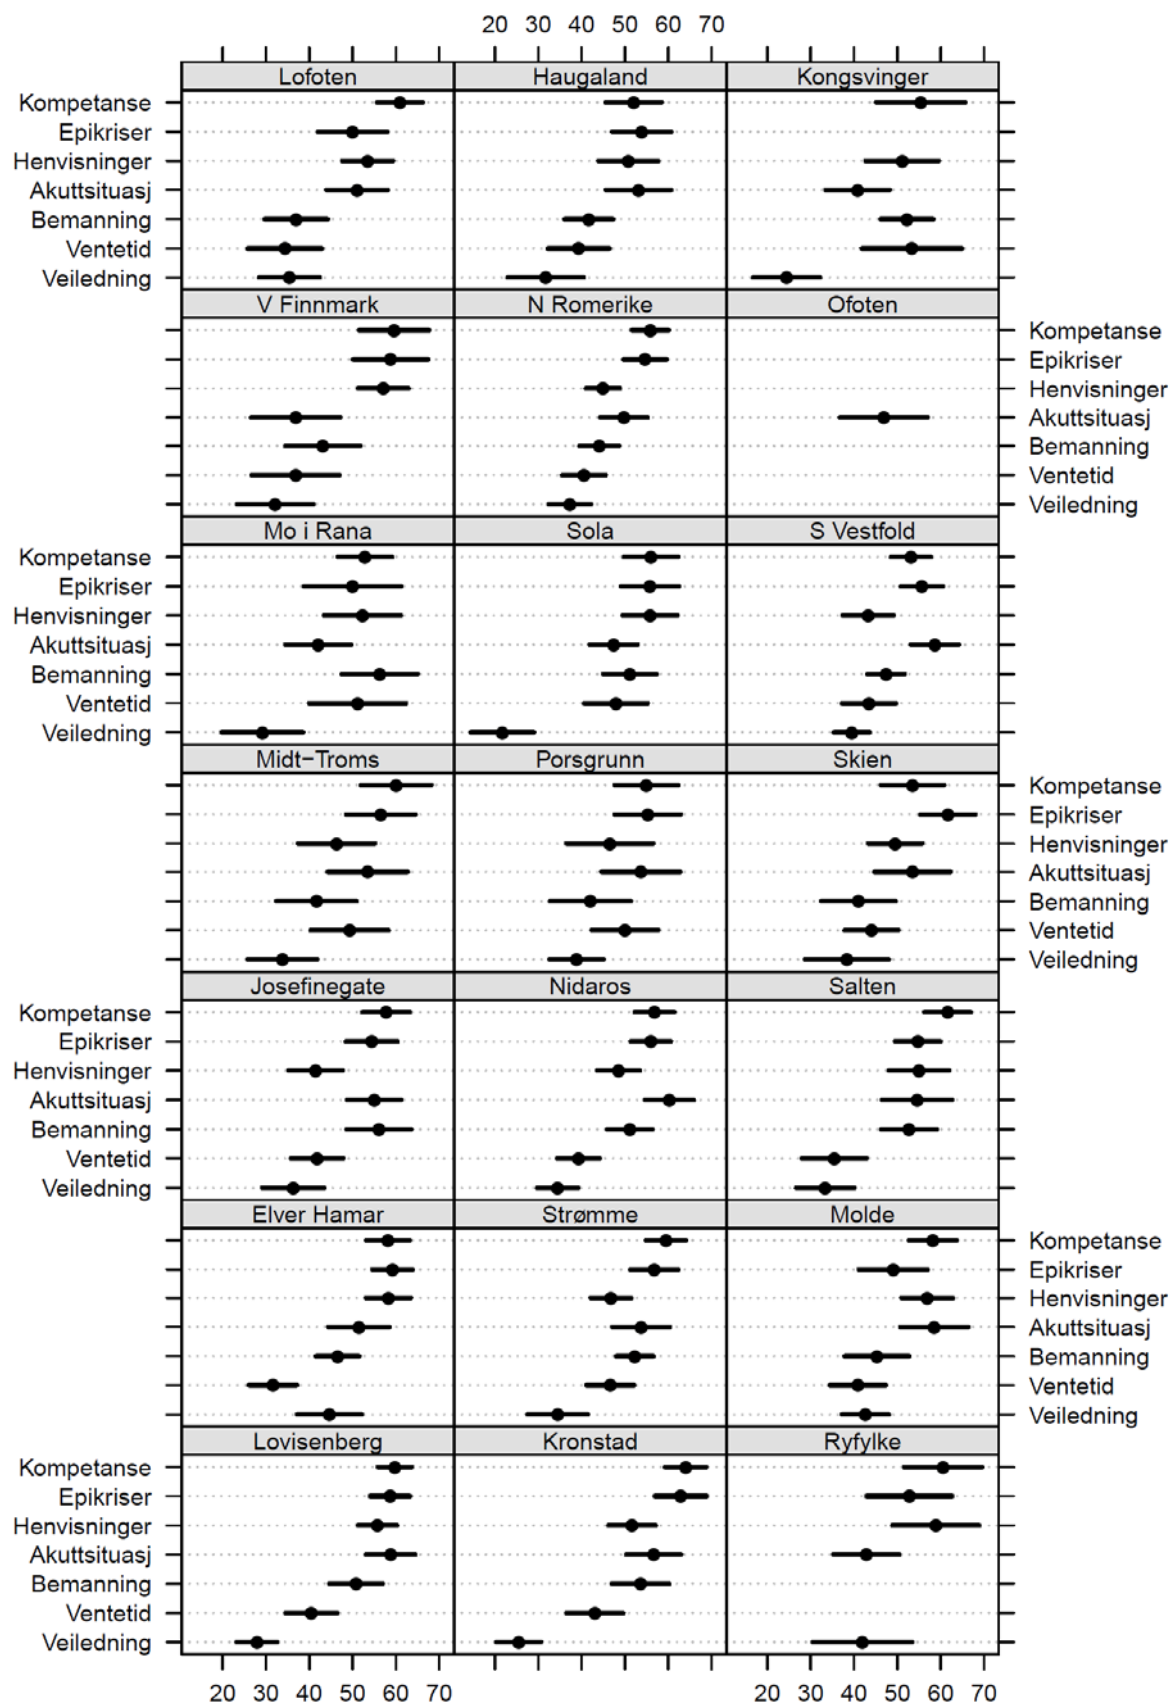 20 30 40 50 60 70
Lofoten Haugaland Kongsvinger
Kompetanse
Epikriser
Henvisninger
Akuttsituasj
Bemanning
Ventetid
Veiledning
V Finnmark N Romerike Ofoten
Kompetanse
Epikriser
Henvisninger
Akuttsituasj
Bemanning
Ventetid
Veiledning
Mo i Rana Sola S Vestfold
Kompetanse
Epikriser
Henvisninger
Akuttsituasj
Bemanning
Ventetid
Veiledning
Midt−Troms Porsgrunn Skien
Kompetanse
Epikriser
Henvisninger
Akuttsituasj
Bemanning
Ventetid
Veiledning
Josefinegate Nidaros Salten
Kompetanse
Epikriser
Henvisninger
Akuttsituasj
Bemanning
Ventetid
Veiledning
Elver Hamar Strømme Molde
Kompetanse
Epikriser
Henvisninger
Akuttsituasj
Bemanning
Ventetid
Veiledning
Lovisenberg Kronstad Ryfylke
Kompetanse
Epikriser
Henvisninger
Akuttsituasj
Bemanning
Ventetid
Veiledning
20 30 40 50 60 70 20 30 40 50 60 70